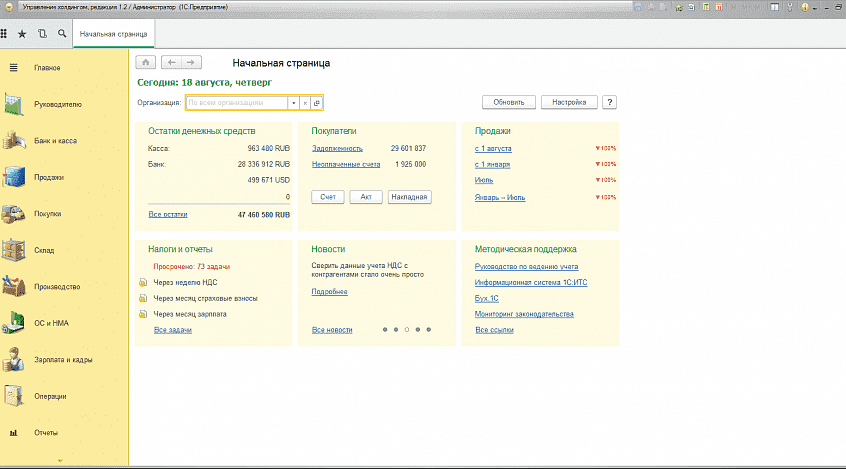 Управление холдингом, редакция 1.2 / Администратор (1С:Предприятие)
Начальная страница
Главное
Руководителю
Банк и касса
Продажи
Покупки
Склад
Производство
ОС и НМА
Зарплата и кадры
Операции
Отчеты
Начальная страница
Сегодня: 18 августа, четверг
Организация: По всем организациям
Обновить Настройка ?
Остатки денежных средств
Касса: 963 480 RUB
Банк: 28 336 912 RUB
499 671 USD
0
Все остатки 47 460 580 RUB
Покупатели
Задолженность 29 601 837
Неоплаченные счета 1 925 000
Счет Акт Накладная
Продажи
с 1 августа ▼100%
с 1 января ▼100%
Июль ▼100%
Январь – Июль ▼100%
Налоги и отчеты
Просрочено: 73 задачи
Через неделю НДС
Через месяц страховые взносы
Через месяц зарплата
Все задачи
Новости
Сверить данные учета НДС с
контрагентами стало очень просто
Подробнее
Все новости
Методическая поддержка
Руководство по ведению учета
Информационная система 1С:ИТС
Бух.1С
Мониторинг законодательства
Все ссылки